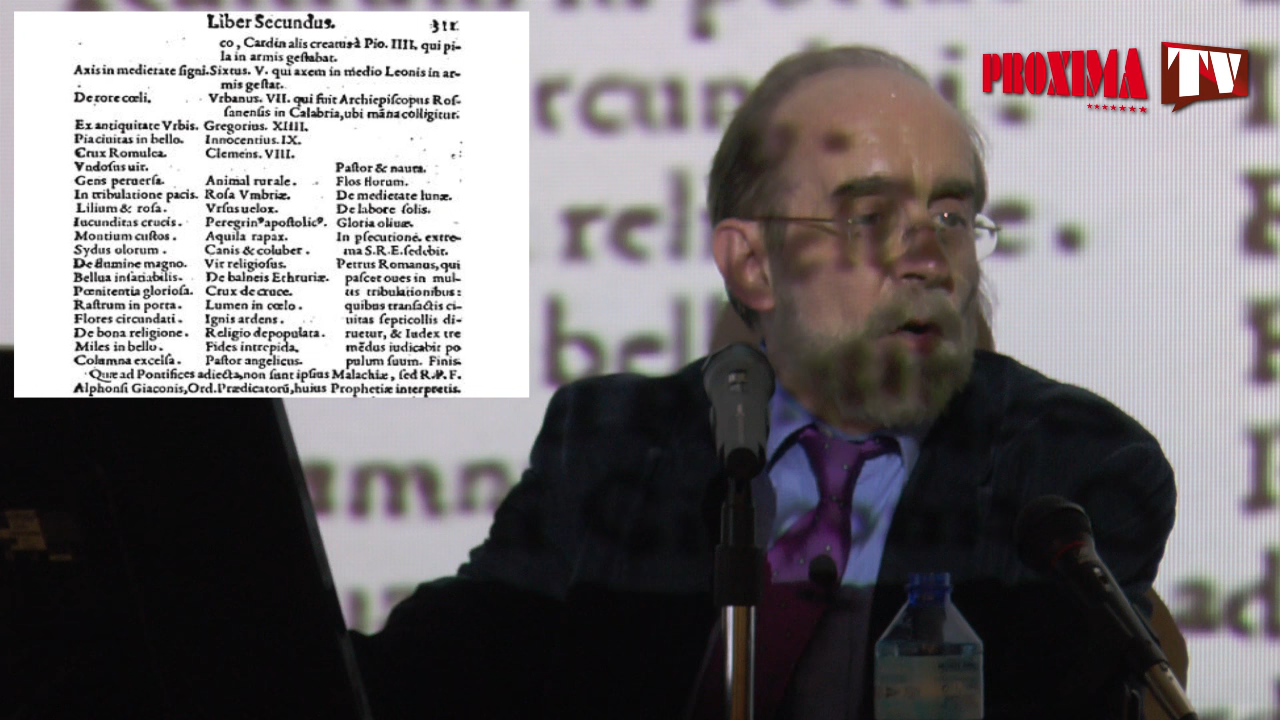 Liber Secundus. 311
co, Cardinalis creatus à Pio. IIII, qui pi-
la in armis gestabat.
Axis in medietate signi. Sixtus. V. qui axem in medio Leonis in ar-
mis gestat.
De rore cœli. Vrbanus. VII. qui fuit Archiepiscopus Ros-
sanensis in Calabria, ubi māna colligitur.
Ex antiquitate Vrbis. Gregorius. XIIII.
Pia ciuitas in bello. Innocentius. IX.
Crux Romulea. Clemens. VIII.
Vndosus uir. Pastor & nauta.
Gens peruersa. Animal rurale. Flos florum.
In tribulatione pacis. Rosa Vmbriæ. De medietate lunæ.
Lilium & rosa. Vrsus uelox. De labore solis.
Iucunditas crucis. Peregrin⁹ apostolic⁹. Gloria oliuæ.
Montium custos. Aquila rapax. In psecutione. extre-
Sydus olorum. Canis & coluber. ma S.R.E. sedebit.
De flumine magno. Vir religiosus. Petrus Romanus, qui
Bellua insatiabilis. De balneis Ethruriæ. pascet oues in mul-
Pœnitentia gloriosa. Crux de cruce. tis tribulationibus:
Rastrum in porta. Lumen in cœlo. quibus transactis ci-
Flores circundati. Ignis ardens. uitas septicollis di-
De bona religione. Religio depopulata. ruetur, & Iudex tre
Miles in bello. Fides intrepida. mēdus iudicabit po
Columna excelsa. Pastor angelicus. pulum suum. Finis.
Quæ ad Pontifices adiecta, non sunt ipsius Malachiæ, sed R.P.F.
Alphonsi Giaconis, Ord. Prædicatorū, huius Prophetiæ interpretis.
PROXIMA TV